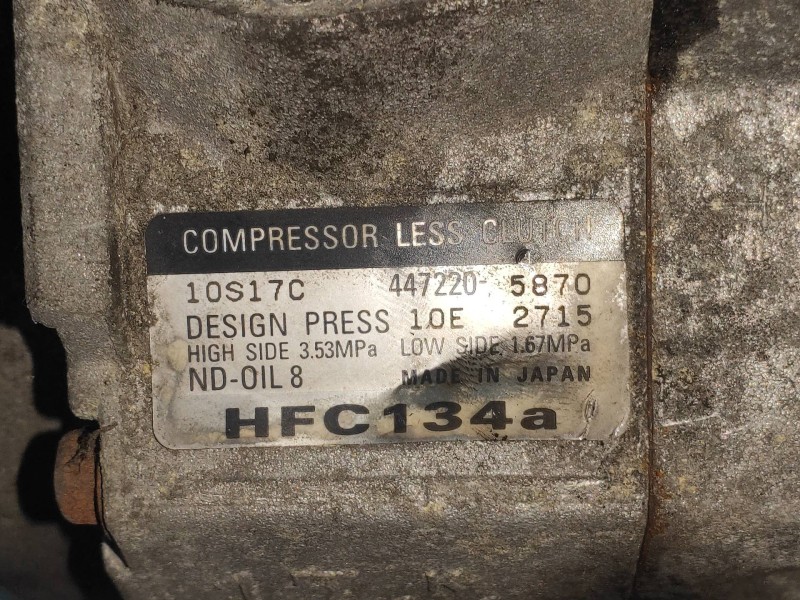 COMPRESSOR LESS CLUTCH
10S17C 447220- 5870
DESIGN PRESS 10E 2715
HIGH SIDE 3.53MPa LOW SIDE 1.67MPa
ND-OIL 8 MADE IN JAPAN
HFC134a